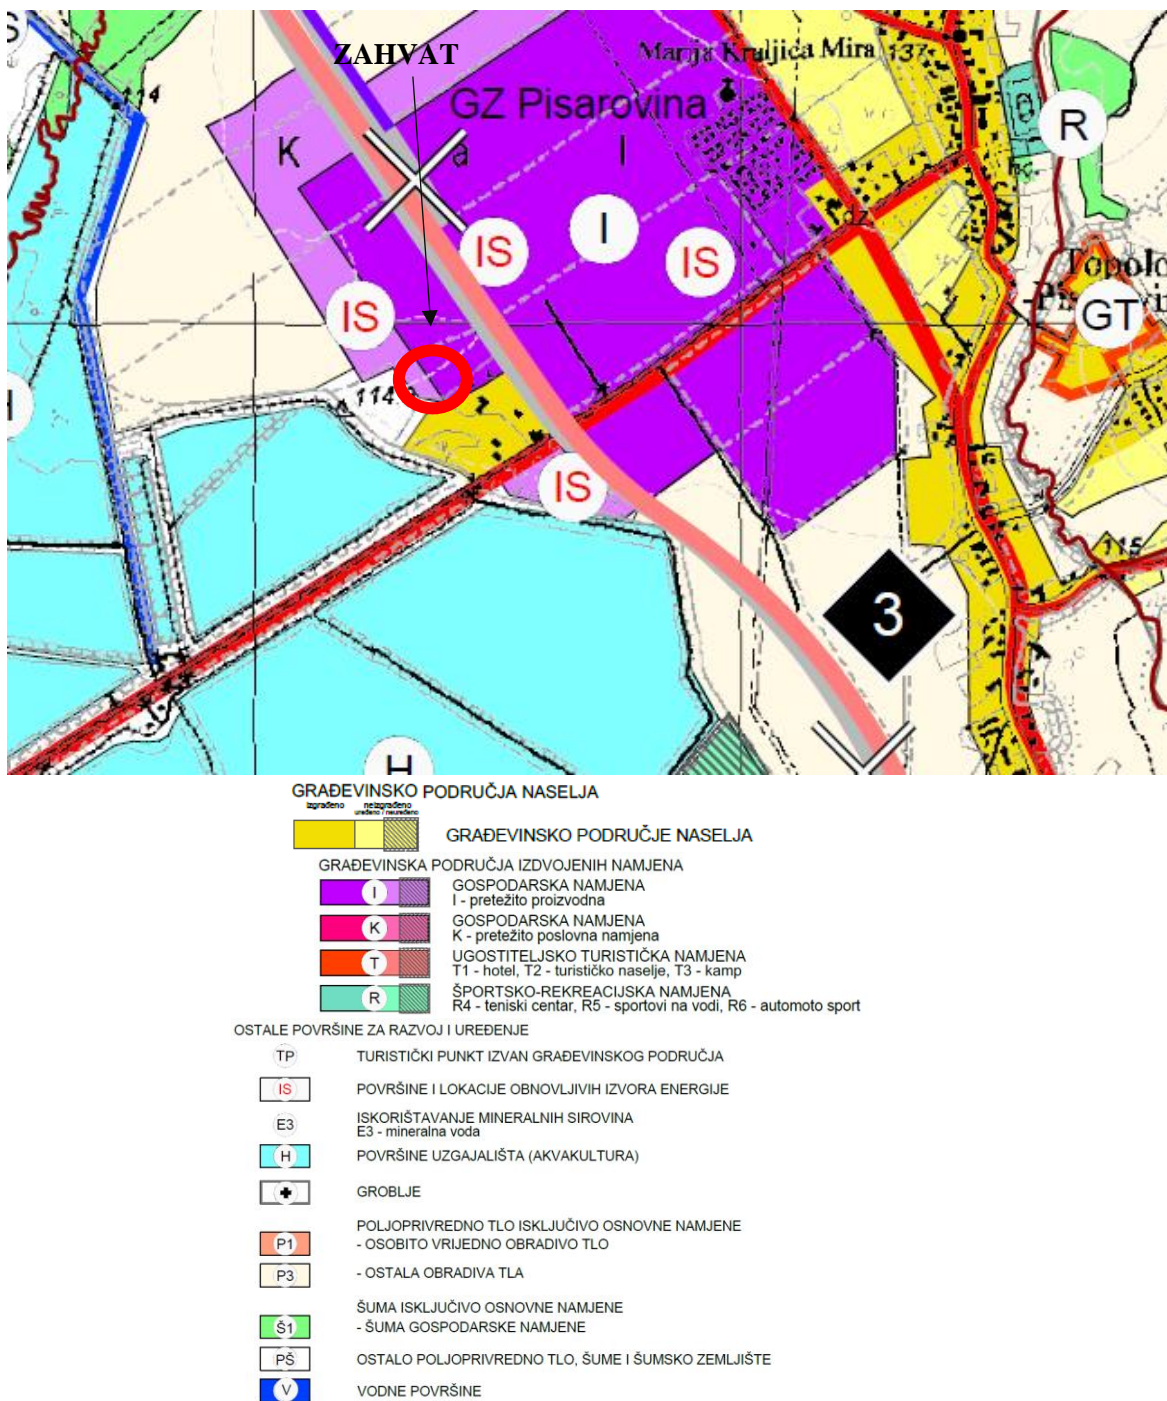 S
ZAHVAT
Marija Kraljica Mira 137
114
GZ Pisarovina
R
K a I
IS
I
IS
IS
Topolo
GT
114
H
IS
115
3
H
GRAĐEVINSKO PODRUČJA NASELJA
izgrađeno neizgrađeno
uređeno / neuređeno
GRAĐEVINSKO PODRUČJE NASELJA
GRAĐEVINSKA PODRUČJA IZDVOJENIH NAMJENA
I GOSPODARSKA NAMJENA
I - pretežito proizvodna
K GOSPODARSKA NAMJENA
K - pretežito poslovna namjena
T UGOSTITELJSKO TURISTIČKA NAMJENA
T1 - hotel, T2 - turističko naselje, T3 - kamp
R ŠPORTSKO-REKREACIJSKA NAMJENA
R4 - teniski centar, R5 - sportovi na vodi, R6 - automoto sport
OSTALE POVRŠINE ZA RAZVOJ I UREĐENJE
TP TURISTIČKI PUNKT IZVAN GRAĐEVINSKOG PODRUČJA
IS POVRŠINE I LOKACIJE OBNOVLJIVIH IZVORA ENERGIJE
E3 ISKORIŠTAVANJE MINERALNIH SIROVINA
E3 - mineralna voda
H POVRŠINE UZGAJALIŠTA (AKVAKULTURA)
GROBLJE
POLJOPRIVREDNO TLO ISKLJUČIVO OSNOVNE NAMJENE
P1 - OSOBITO VRIJEDNO OBRADIVO TLO
P3 - OSTALA OBRADIVA TLA
ŠUMA ISKLJUČIVO OSNOVNE NAMJENE
Š1 - ŠUMA GOSPODARSKE NAMJENE
PŠ OSTALO POLJOPRIVREDNO TLO, ŠUME I ŠUMSKO ZEMLJIŠTE
V VODNE POVRŠINE